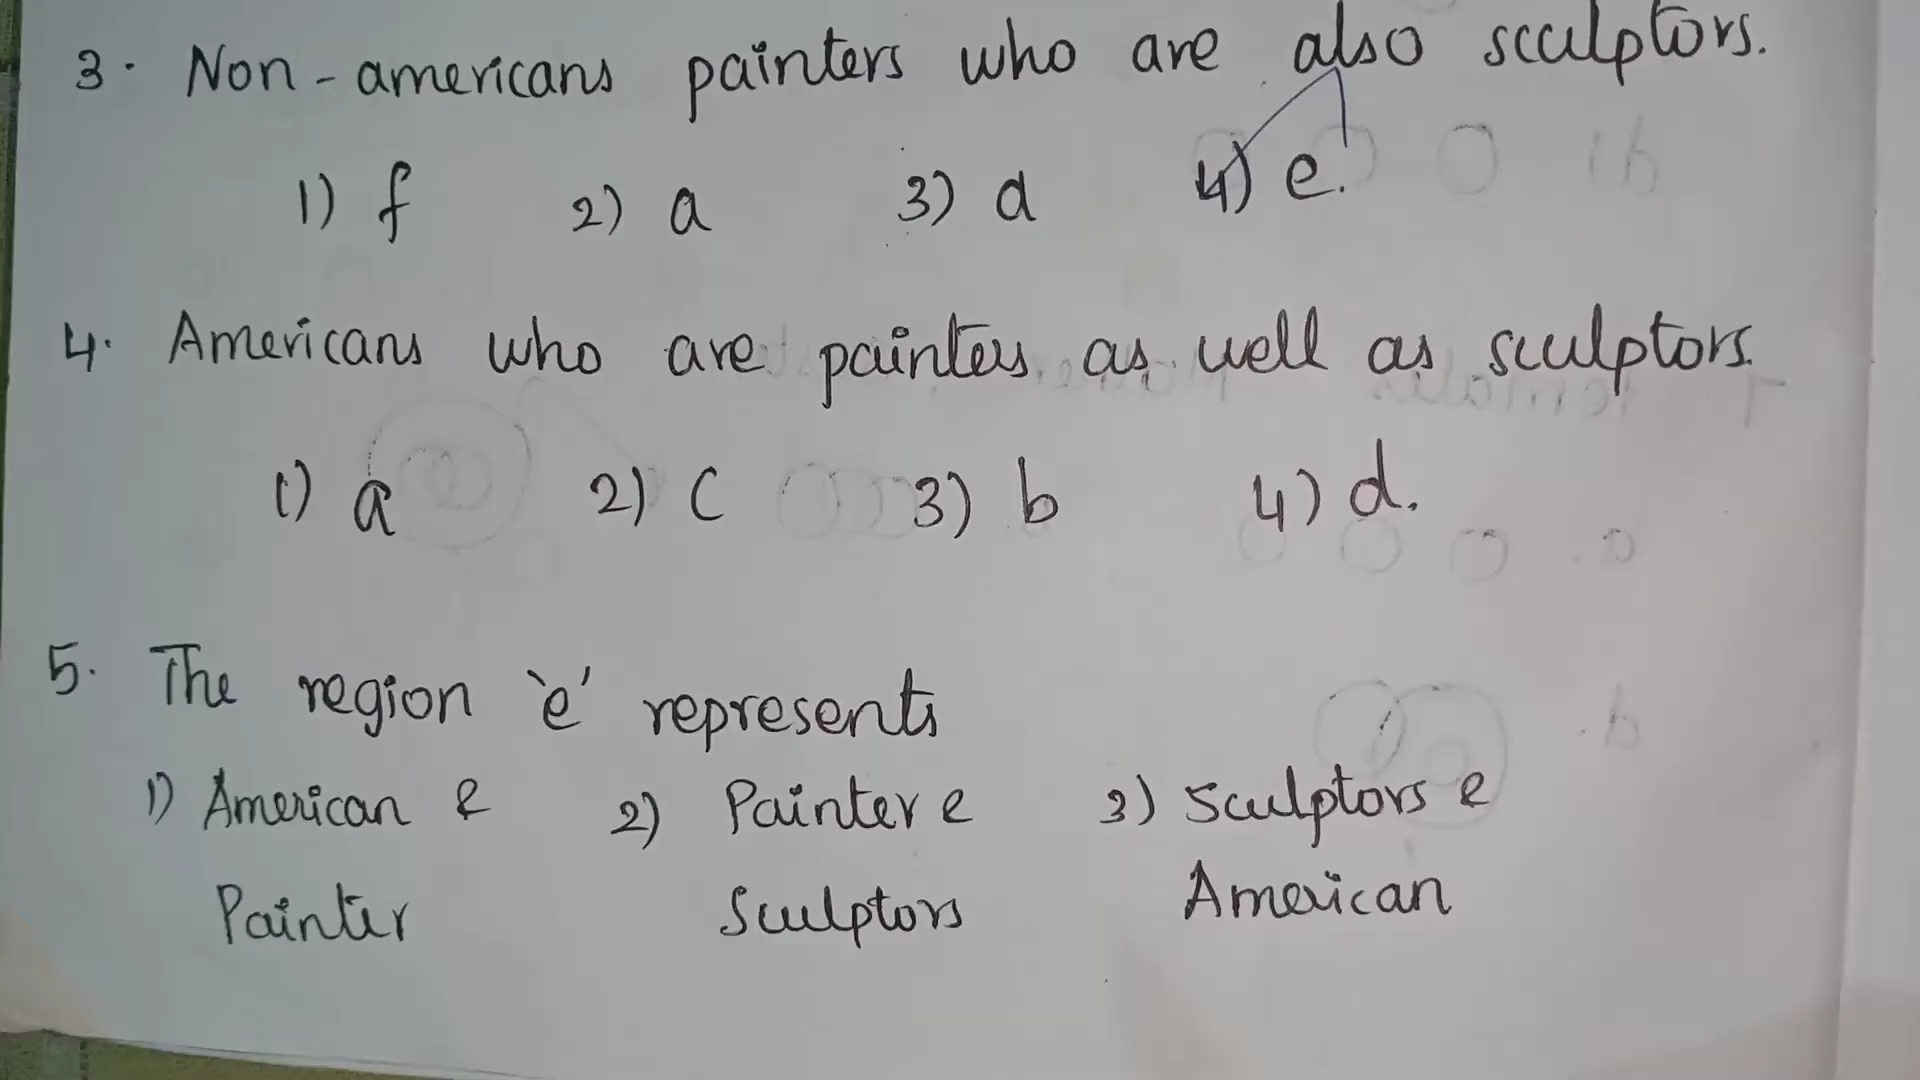 3. Non-americans painters who are also sculptors.
1) f 2) a 3) d 4) e.
4. Americans who are painters as well as sculptors.
1) a 2) c 3) b 4) d.
5. The region 'e' represents
1) American & 2) Painter & 3) Sculptors &
Painter Sculptors American